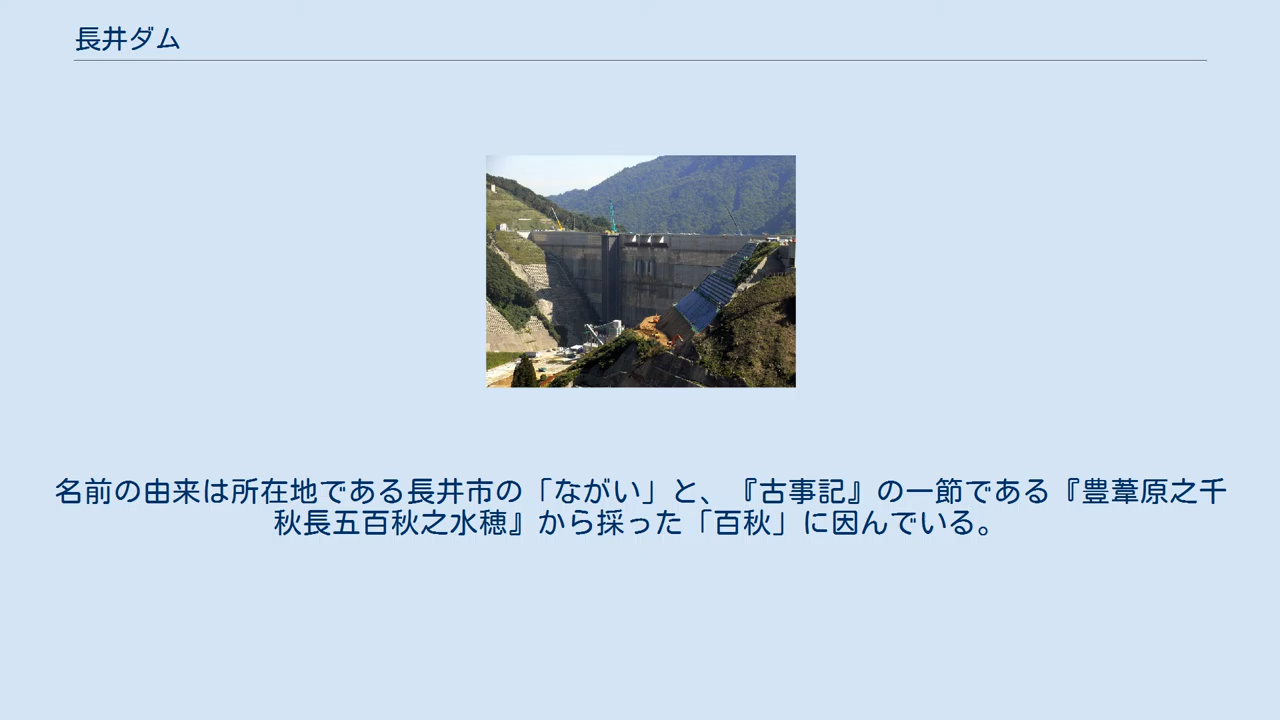 長井ダム
名前の由来は所在地である長井市の「ながい」と、『古事記』の一節である『豊葦原之千
秋長五百秋之水穂』から採った「百秋」に因んでいる。